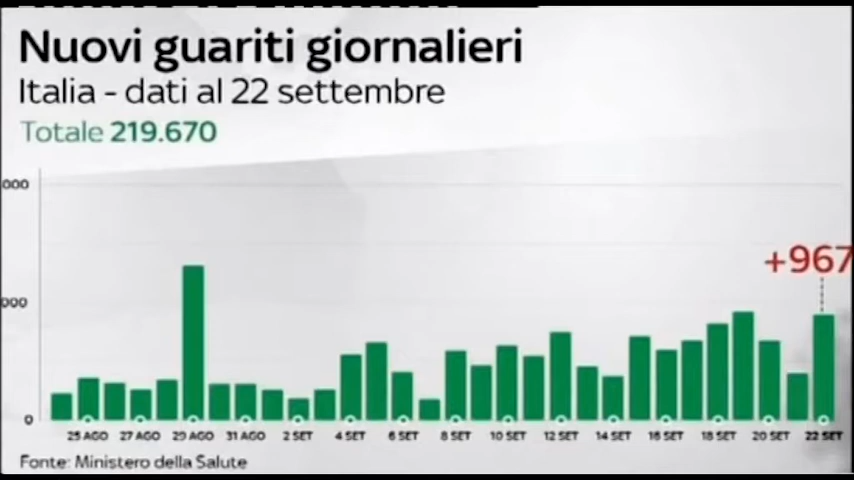 Nuovi guariti giornalieri
Italia - dati al 22 settembre
Totale 219.670
000
+967
000
0
25 AGO 27 AGO 29 AGO 31 AGO 2 SET 4 SET 6 SET 8 SET 10 SET 12 SET 14 SET 16 SET 18 SET 20 SET 22 SET
Fonte: Ministero della Salute